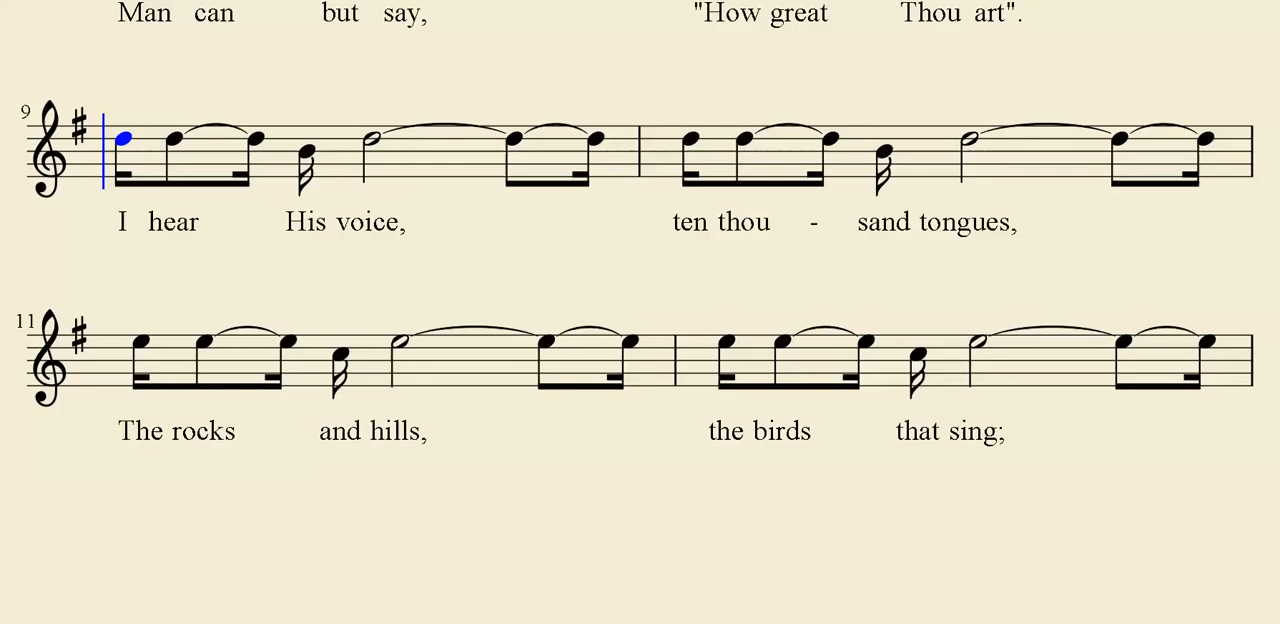 Man can but say, "How great Thou art".
9
I hear His voice, ten thou - sand tongues,
11
The rocks and hills, the birds that sing;